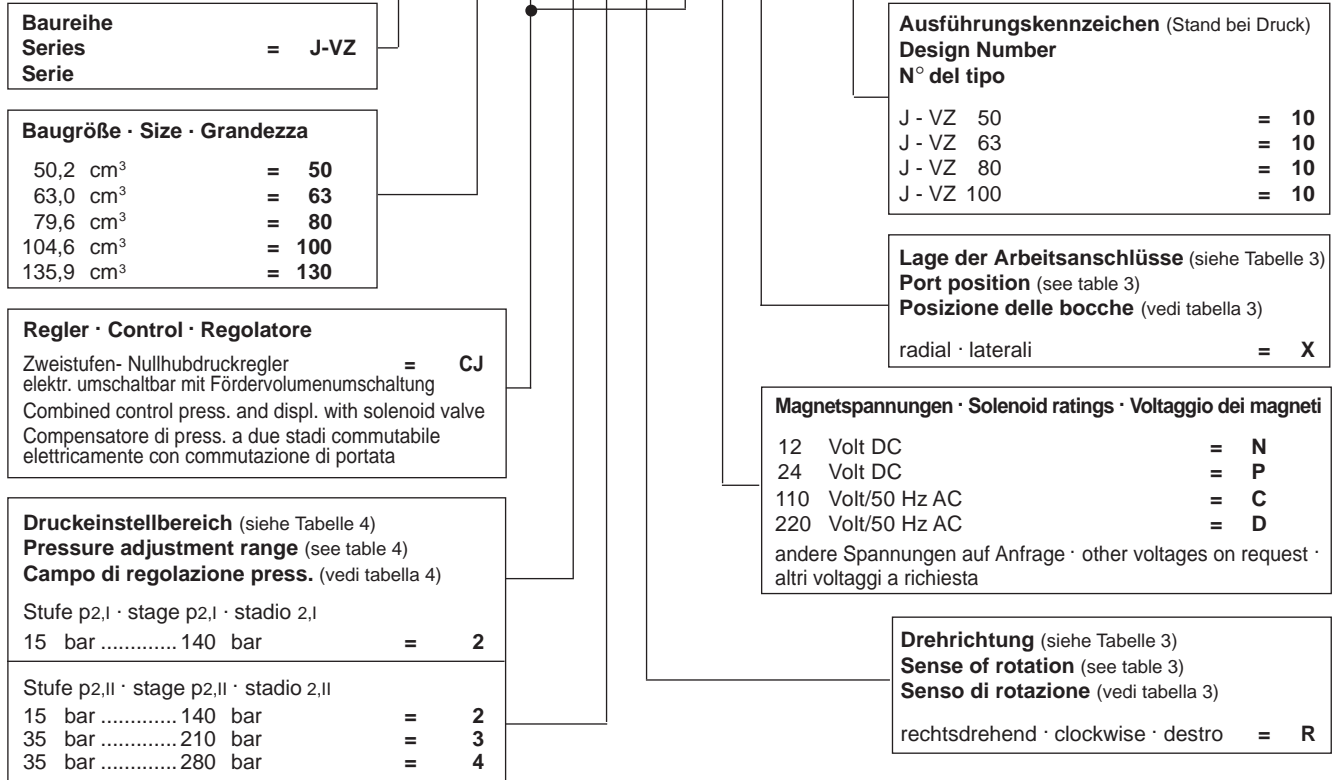 Baureihe
Series = J-VZ
Serie
Baugröße · Size · Grandezza
50,2 cm³ = 50
63,0 cm³ = 63
79,6 cm³ = 80
104,6 cm³ = 100
135,9 cm³ = 130
Regler · Control · Regolatore
Zweistufen- Nullhubdruckregler = CJ
elektr. umschaltbar mit Fördervolumenumschaltung
Combined control press. and displ. with solenoid valve
Compensatore di press. a due stadi commutabile
elettricamente con commutazione di portata
Druckeinstellbereich (siehe Tabelle 4)
Pressure adjustment range (see table 4)
Campo di regolazione press. (vedi tabella 4)
Stufe p2,I · stage p2,I · stadio 2,I
15 bar ............. 140 bar = 2
Stufe p2,II · stage p2,II · stadio 2,II
15 bar ............. 140 bar = 2
35 bar ............. 210 bar = 3
35 bar ............. 280 bar = 4
Ausführungskennzeichen (Stand bei Druck)
Design Number
N° del tipo
J - VZ 50 = 10
J - VZ 63 = 10
J - VZ 80 = 10
J - VZ 100 = 10
Lage der Arbeitsanschlüsse (siehe Tabelle 3)
Port position (see table 3)
Posizione delle bocche (vedi tabella 3)
radial · laterali = X
Magnetspannungen · Solenoid ratings · Voltaggio dei magneti
12 Volt DC = N
24 Volt DC = P
110 Volt/50 Hz AC = C
220 Volt/50 Hz AC = D
andere Spannungen auf Anfrage · other voltages on request ·
altri voltaggi a richiesta
Drehrichtung (siehe Tabelle 3)
Sense of rotation (see table 3)
Senso di rotazione (vedi tabella 3)
rechtsdrehend · clockwise · destro = R